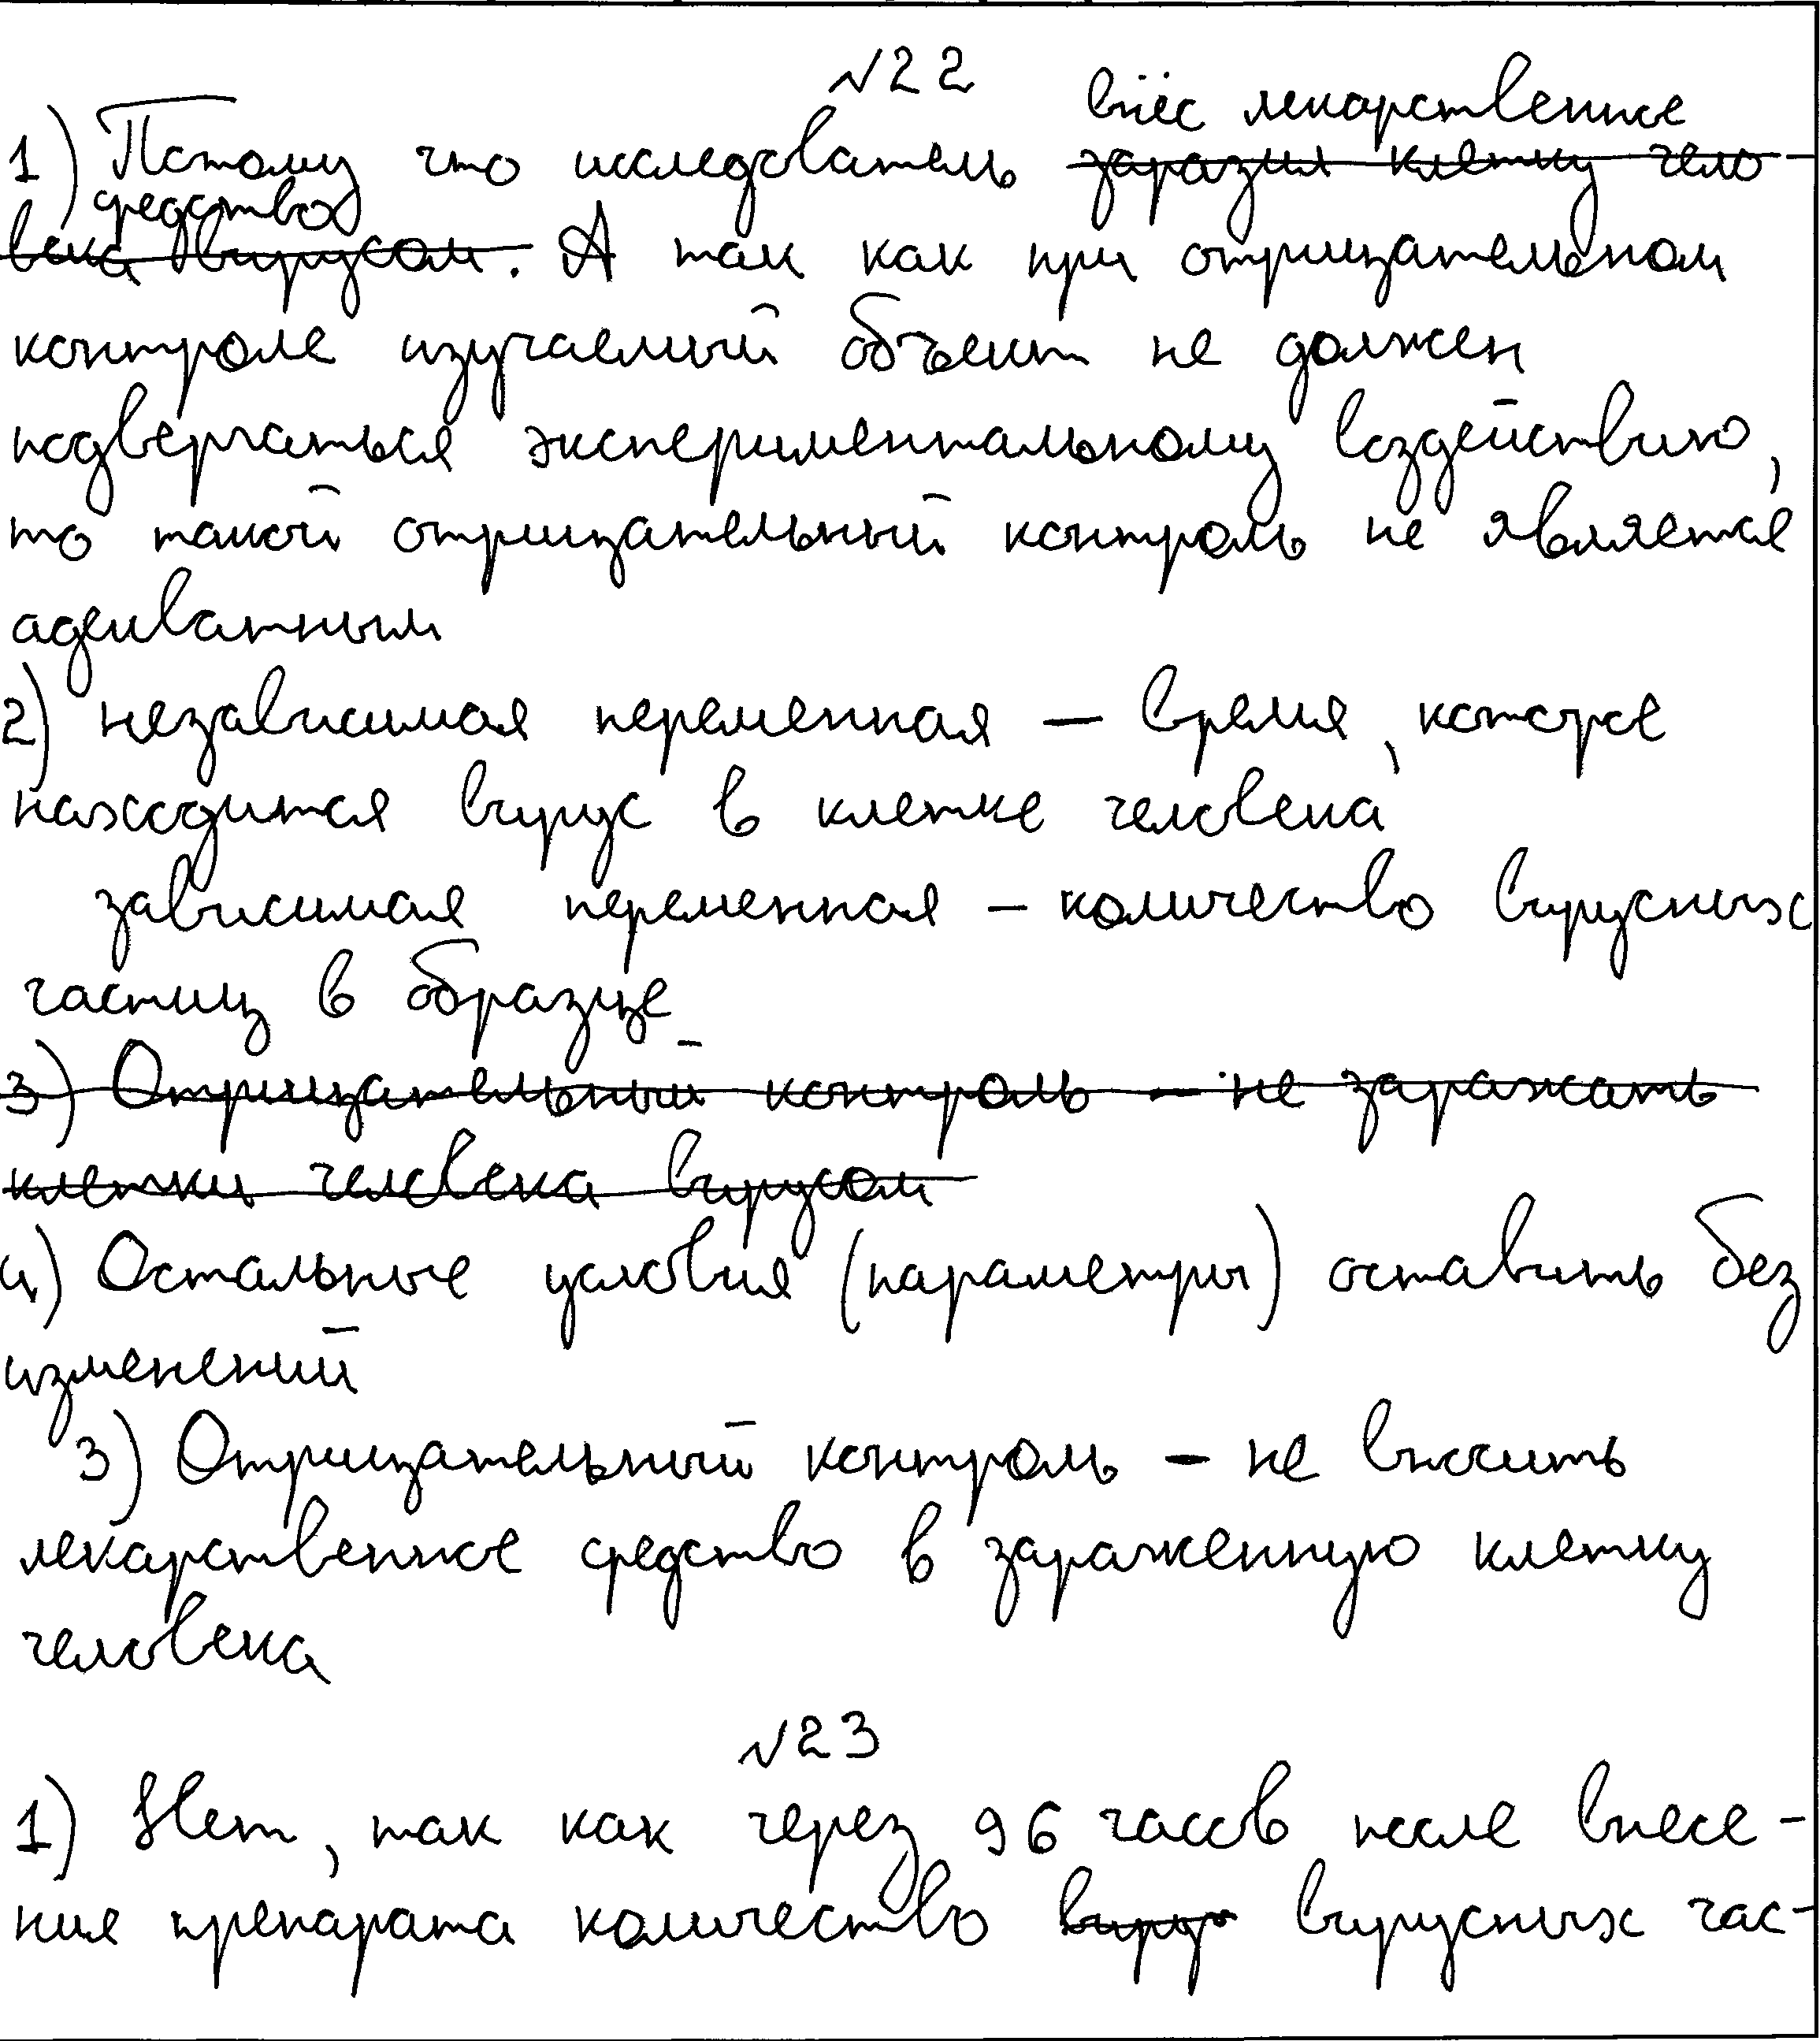 №22
внёс лекарственное
1) Потому что исследователь заразил клетку чело-
средство
века вирусом. А так как при отрицательном
контроле изучаемый объект не должен
подвергаться экспериментальному воздействию,
то такой отрицательный контроль не является
адекватным
2) независимая переменная — время, которое
находится вирус в клетке человека
зависимая переменная – количество вирусных
частиц в образце
3) Отрицательный контроль – не заражать
клетки человека вирусом
4) Остальные условия (параметры) оставить без
изменений
3) Отрицательный контроль – не вносить
лекарственное средство в зараженную клетку
человека
№23
1) Нет, так как через 96 часов после внесе-
ния препарата количество вирус вирусных час-